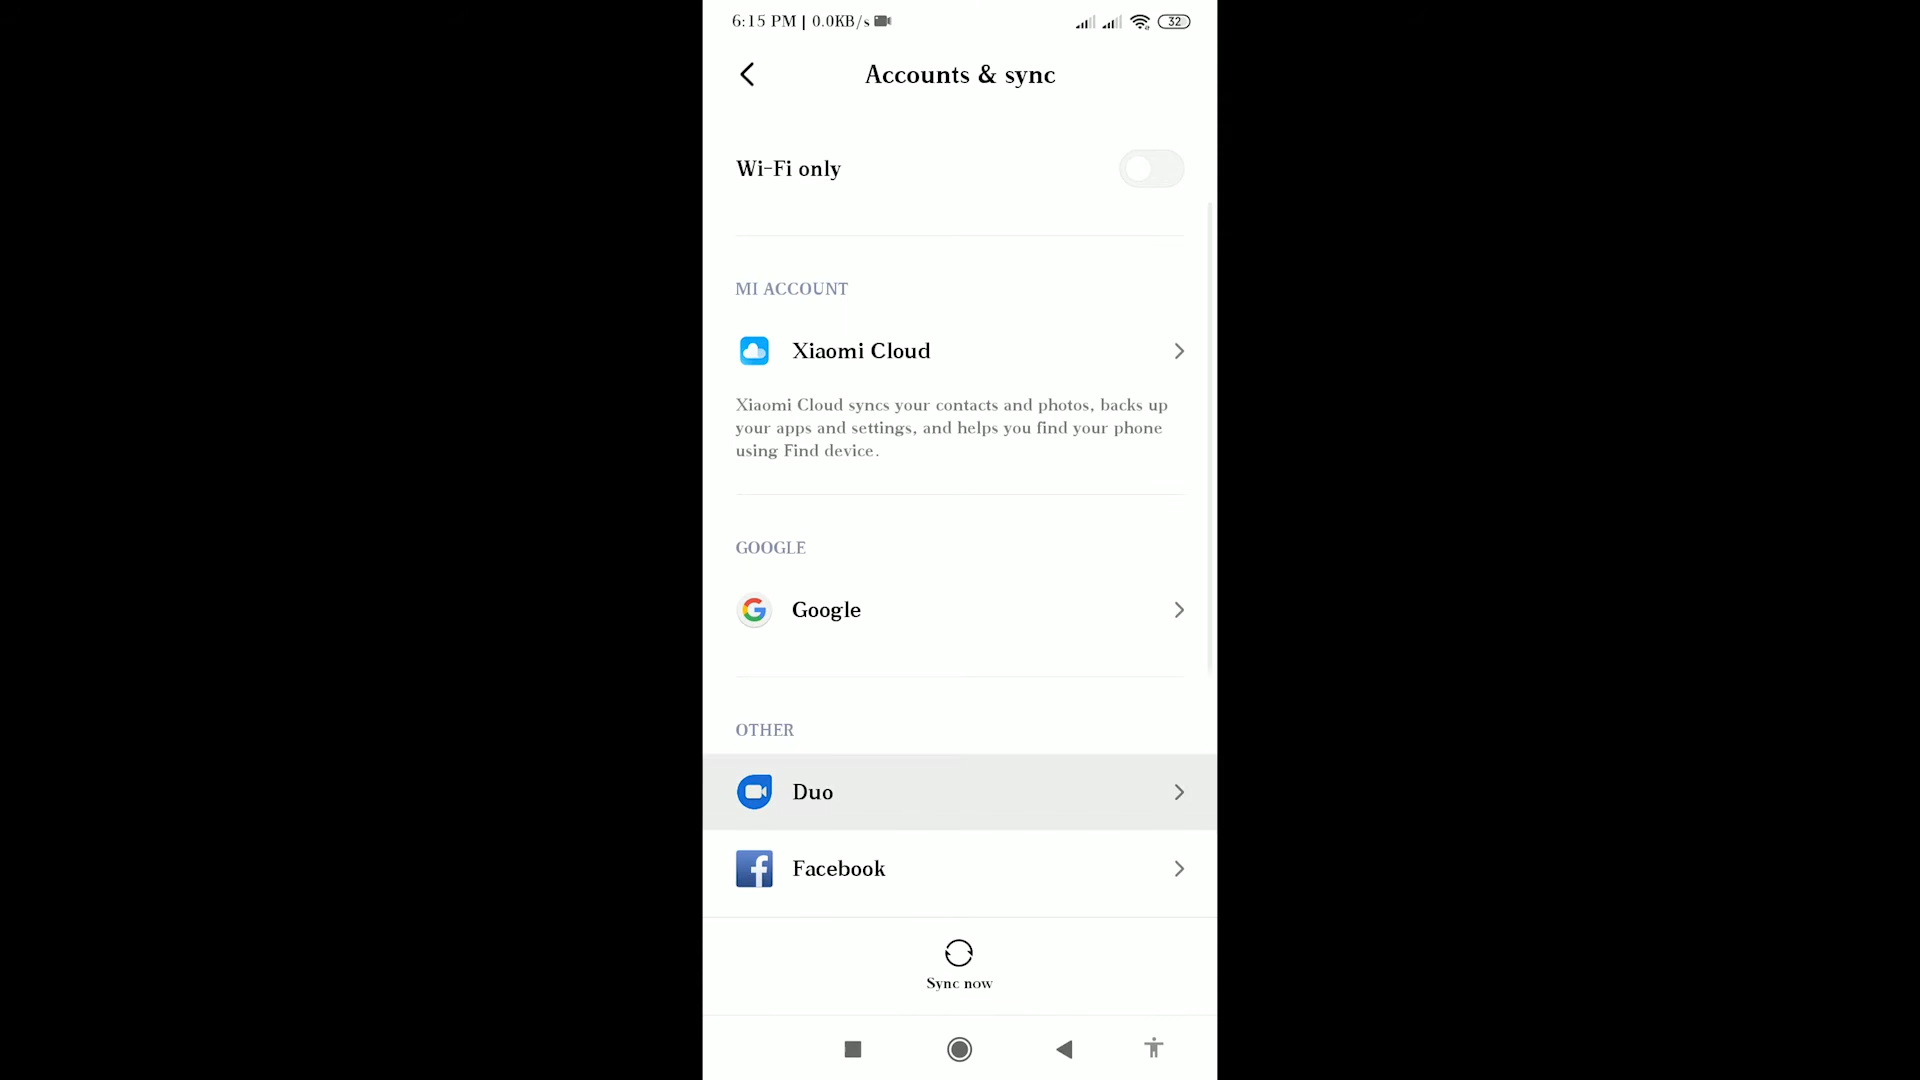 6:15 PM | 0.0KB/s
32
Accounts & sync
Wi-Fi only
MI ACCOUNT
Xiaomi Cloud
Xiaomi Cloud syncs your contacts and photos, backs up
your apps and settings, and helps you find your phone
using Find device.
GOOGLE
Google
OTHER
Duo
Facebook
Sync now